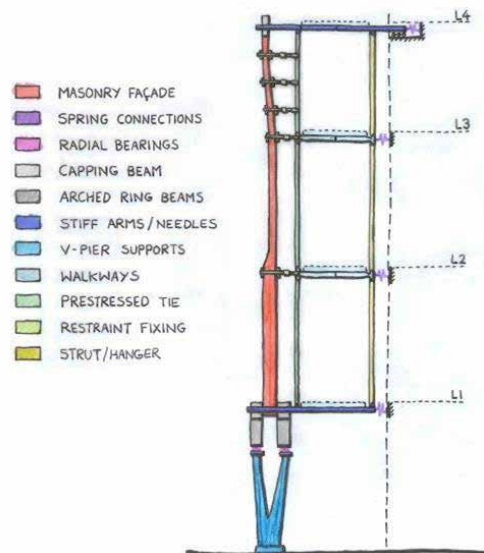 MASONRY FAÇADE
SPRING CONNECTIONS
RADIAL BEARINGS
CAPPING BEAM
ARCHED RING BEAMS
STIFF ARMS/NEEDLES
V-PIER SUPPORTS
WALKWAYS
PRESTRESSED TIE
RESTRAINT FIXING
STRUT/HANGER
L4
L3
L2
L1